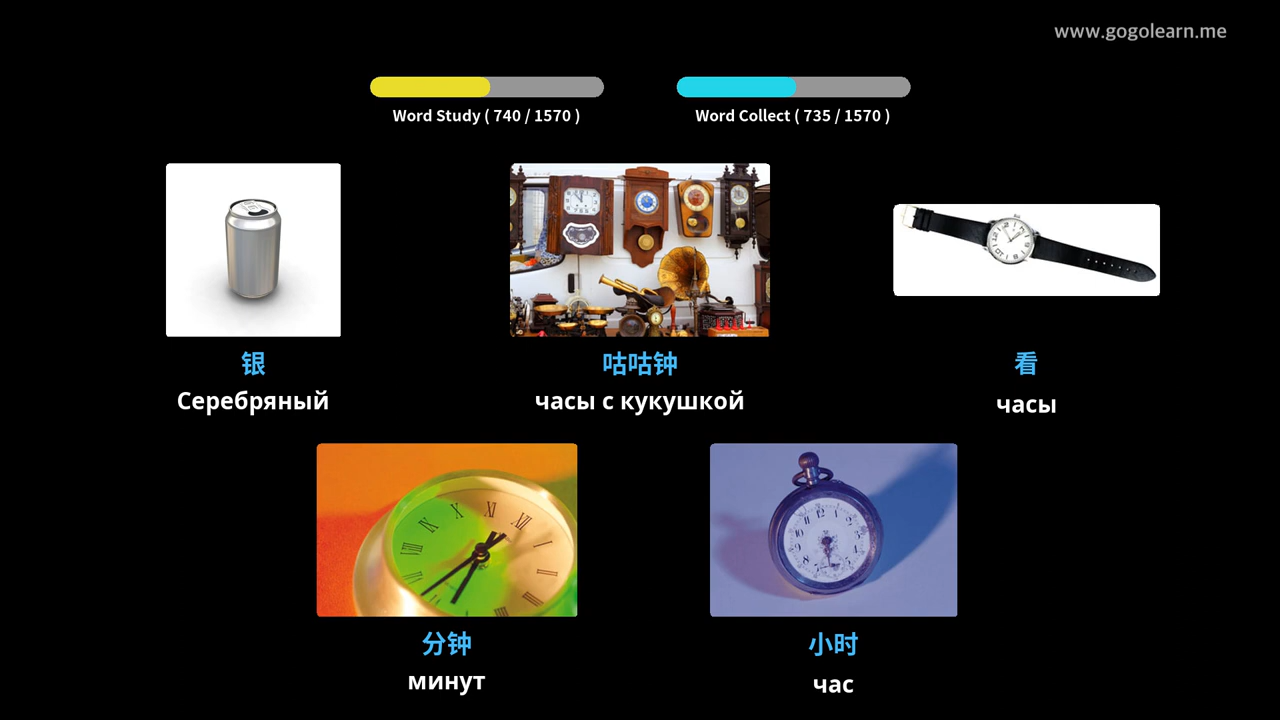 www.gogolearn.me
Word Study ( 740 / 1570 )
Word Collect ( 735 / 1570 )
银
Серебряный
咕咕钟
часы с кукушкой
看
часы
分钟
минут
小时
час